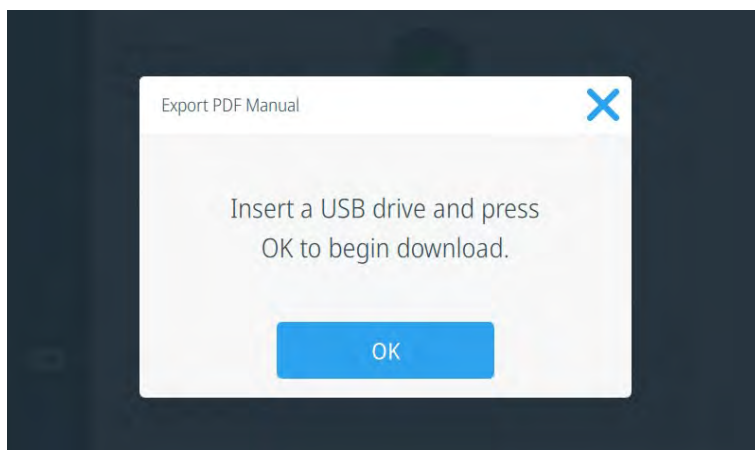 Export PDF Manual
Insert a USB drive and press
OK to begin download.
OK